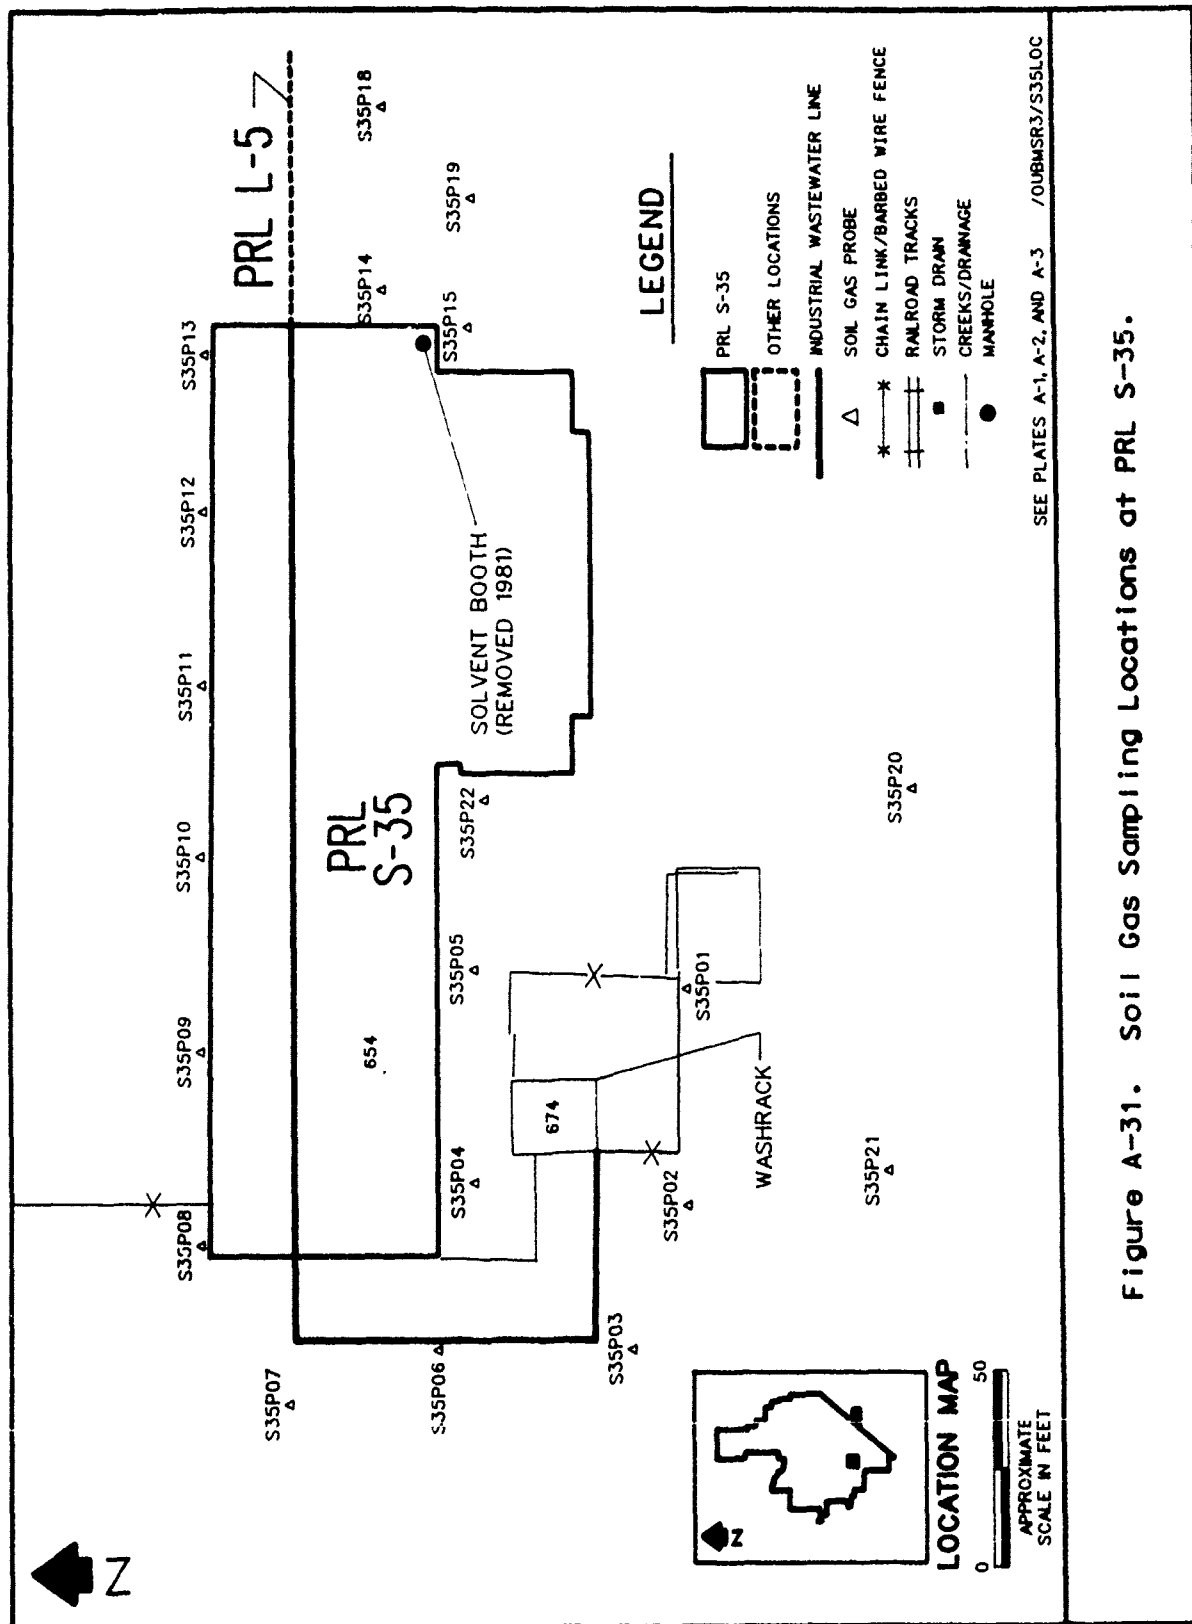 N
S35P07
S35P08
S35P09
S35P10
S35P11
S35P12
S35P13
PRL L-5
S35P18
S35P14
S35P19
S35P15
S35P06
654
PRL
S-35
S35P04
S35P05
S35P22
SOLVENT BOOTH
(REMOVED 1981)
674
S35P03
S35P02
S35P01
WASHRACK
S35P21
S35P20
LEGEND
PRL S-35
OTHER LOCATIONS
INDUSTRIAL WASTEWATER LINE
SOIL GAS PROBE
CHAIN LINK/BARBED WIRE FENCE
RAILROAD TRACKS
STORM DRAIN
CREEKS/DRAINAGE
MANHOLE
N
LOCATION MAP
0 50
APPROXIMATE
SCALE IN FEET
SEE PLATES A-1, A-2, AND A-3 /OUBMSR3/S35LOC
Figure A-31. Soil Gas Sampling Locations at PRL S-35.